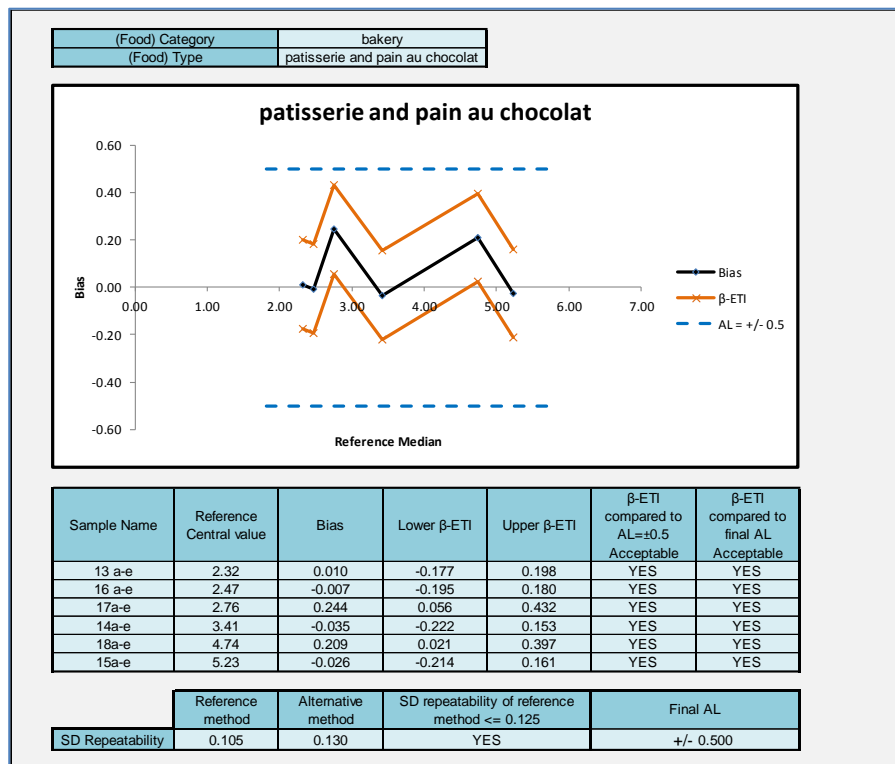 (Food) Category bakery
(Food) Type patisserie and pain au chocolat
patisserie and pain au chocolat
0.60
0.40
0.20
0.00
-0.20
-0.40
-0.60
0.00 1.00 2.00 3.00 4.00 5.00 6.00 7.00
Bias
Reference Median
Bias
β-ETI
AL = +/- 0.5
Sample Name Reference Central value Bias Lower β-ETI Upper β-ETI β-ETI compared to AL=±0.5 Acceptable β-ETI compared to final AL Acceptable
13 a-e 2.32 0.010 -0.177 0.198 YES YES
16 a-e 2.47 -0.007 -0.195 0.180 YES YES
17a-e 2.76 0.244 0.056 0.432 YES YES
14a-e 3.41 -0.035 -0.222 0.153 YES YES
18a-e 4.74 0.209 0.021 0.397 YES YES
15a-e 5.23 -0.026 -0.214 0.161 YES YES
Reference method Alternative method SD repeatability of reference method <= 0.125 Final AL
SD Repeatability 0.105 0.130 YES +/- 0.500